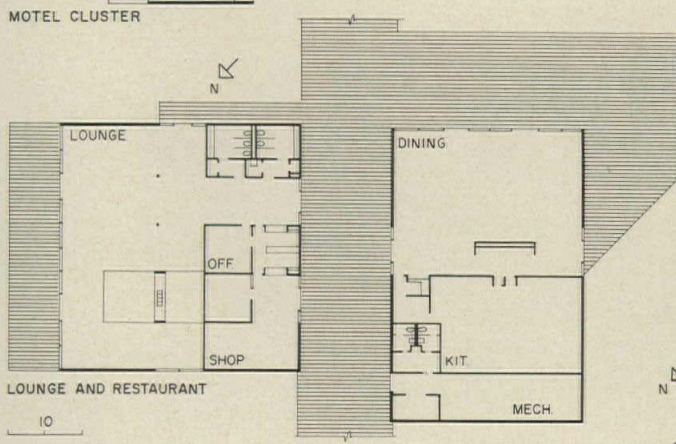 MOTEL CLUSTER
N
LOUNGE
DINING
OFF.
SHOP
KIT.
MECH.
N
LOUNGE AND RESTAURANT
10